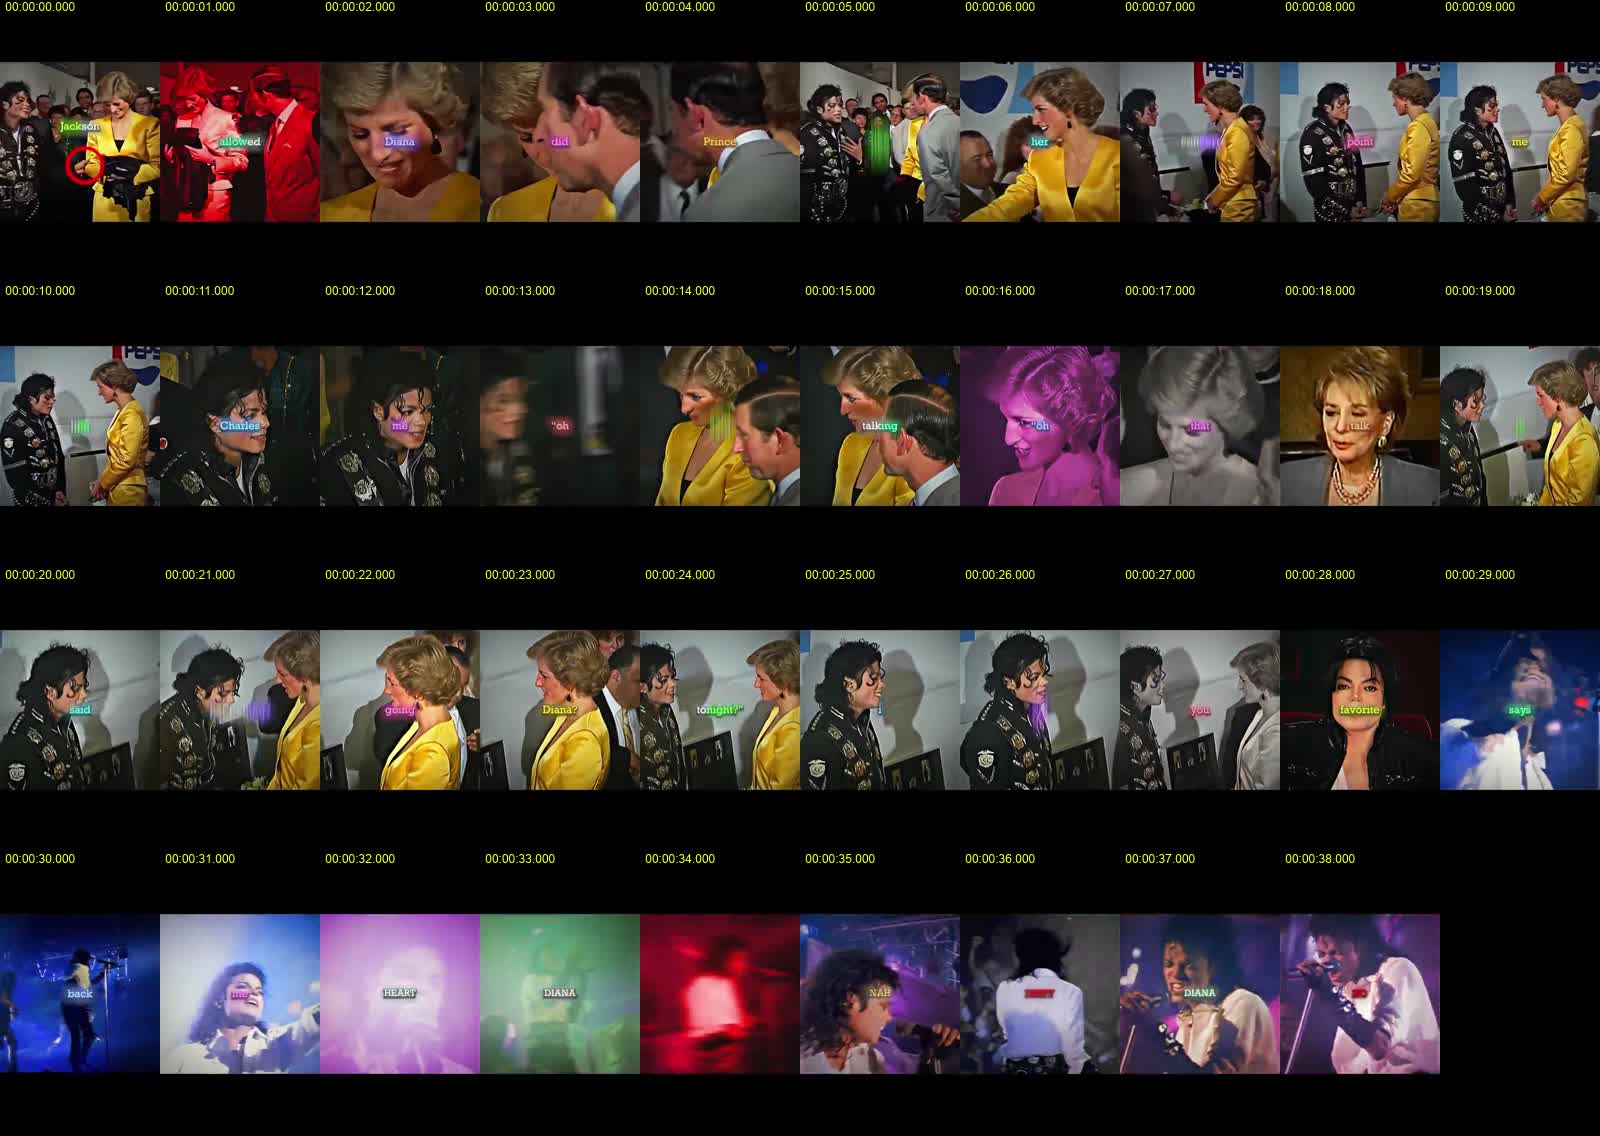 00:00:00.000 00:00:01.000 00:00:02.000 00:00:03.000 00:00:04.000 00:00:05.000 00:00:06.000 00:00:07.000 00:00:08.000 00:00:09.000
PEPSI PEPS PEPS
Jackson allowed Diana did Prince her point me
00:00:10.000 00:00:11.000 00:00:12.000 00:00:13.000 00:00:14.000 00:00:15.000 00:00:16.000 00:00:17.000 00:00:18.000 00:00:19.000
PEPS
Charles me "oh talking "oh that talk
00:00:20.000 00:00:21.000 00:00:22.000 00:00:23.000 00:00:24.000 00:00:25.000 00:00:26.000 00:00:27.000 00:00:28.000 00:00:29.000
said going Diana? tonight?" i you favorite says
00:00:30.000 00:00:31.000 00:00:32.000 00:00:33.000 00:00:34.000 00:00:35.000 00:00:36.000 00:00:37.000 00:00:38.000
back me HEART DIANA NAH DIANA